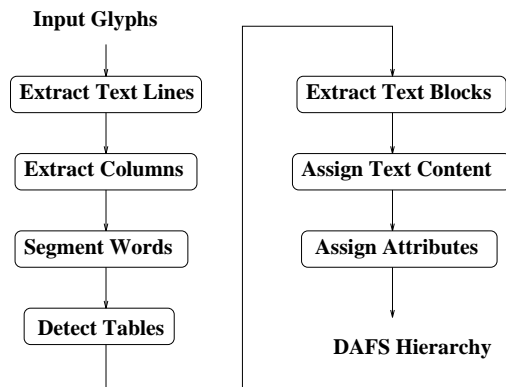 Input Glyphs
Extract Text Lines
Extract Columns
Segment Words
Detect Tables
Extract Text Blocks
Assign Text Content
Assign Attributes
DAFS Hierarchy